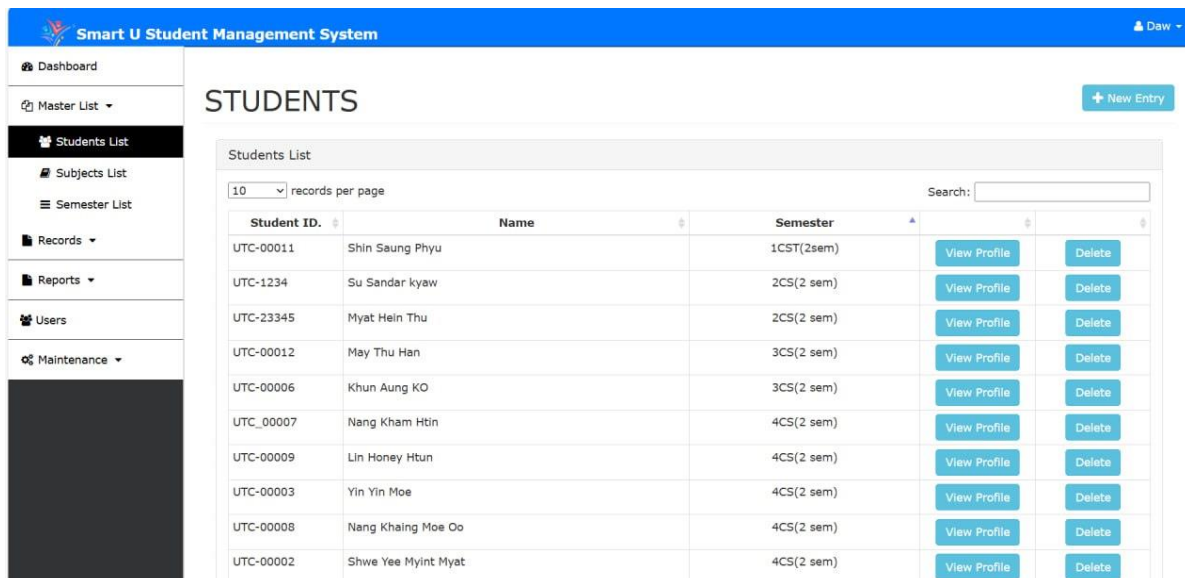 Smart U Student Management System
Daw
Dashboard
Master List
Students List
Subjects List
Semester List
Records
Reports
Users
Maintenance
STUDENTS
New Entry
Students List
10 records per page
Search:
Student ID. Name Semester
UTC-00011 Shin Saung Phyu 1CST(2sem) View Profile Delete
UTC-1234 Su Sandar kyaw 2CS(2 sem) View Profile Delete
UTC-23345 Myat Hein Thu 2CS(2 sem) View Profile Delete
UTC-00012 May Thu Han 3CS(2 sem) View Profile Delete
UTC-00006 Khun Aung KO 3CS(2 sem) View Profile Delete
UTC_00007 Nang Kham Htin 4CS(2 sem) View Profile Delete
UTC-00009 Lin Honey Htun 4CS(2 sem) View Profile Delete
UTC-00003 Yin Yin Moe 4CS(2 sem) View Profile Delete
UTC-00008 Nang Khaing Moe Oo 4CS(2 sem) View Profile Delete
UTC-00002 Shwe Yee Myint Myat 4CS(2 sem) View Profile Delete